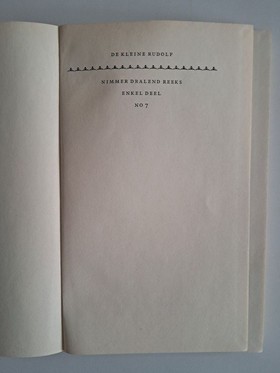 DE KLEINE RUDOLF
NIMMER DRALEND REEKS
ENKEL DEEL
NO 7